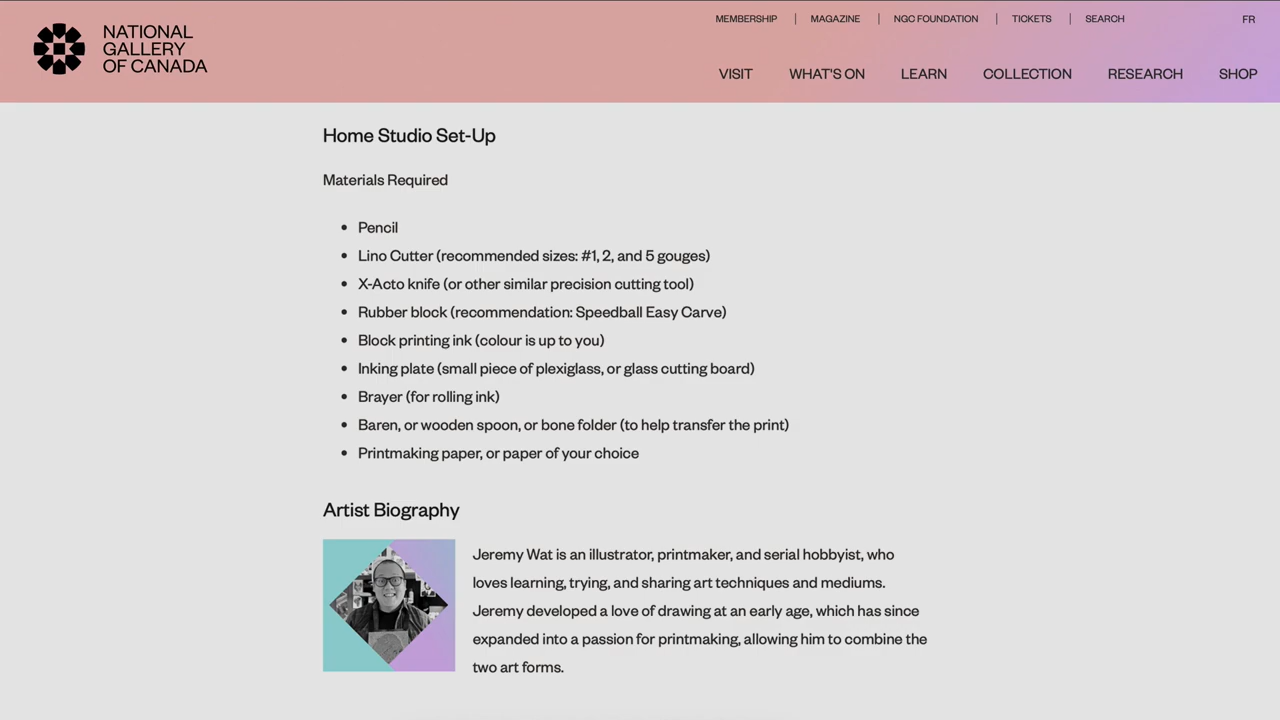 NATIONAL
GALLERY
OF CANADA
MEMBERSHIP | MAGAZINE | NGC FOUNDATION | TICKETS | SEARCH
FR
VISIT WHAT'S ON LEARN COLLECTION RESEARCH SHOP
Home Studio Set-Up
Materials Required
• Pencil
• Lino Cutter (recommended sizes: #1, 2, and 5 gouges)
• X-Acto knife (or other similar precision cutting tool)
• Rubber block (recommendation: Speedball Easy Carve)
• Block printing ink (colour is up to you)
• Inking plate (small piece of plexiglass, or glass cutting board)
• Brayer (for rolling ink)
• Baren, or wooden spoon, or bone folder (to help transfer the print)
• Printmaking paper, or paper of your choice
Artist Biography
Jeremy Wat is an illustrator, printmaker, and serial hobbyist, who
loves learning, trying, and sharing art techniques and mediums.
Jeremy developed a love of drawing at an early age, which has since
expanded into a passion for printmaking, allowing him to combine the
two art forms.